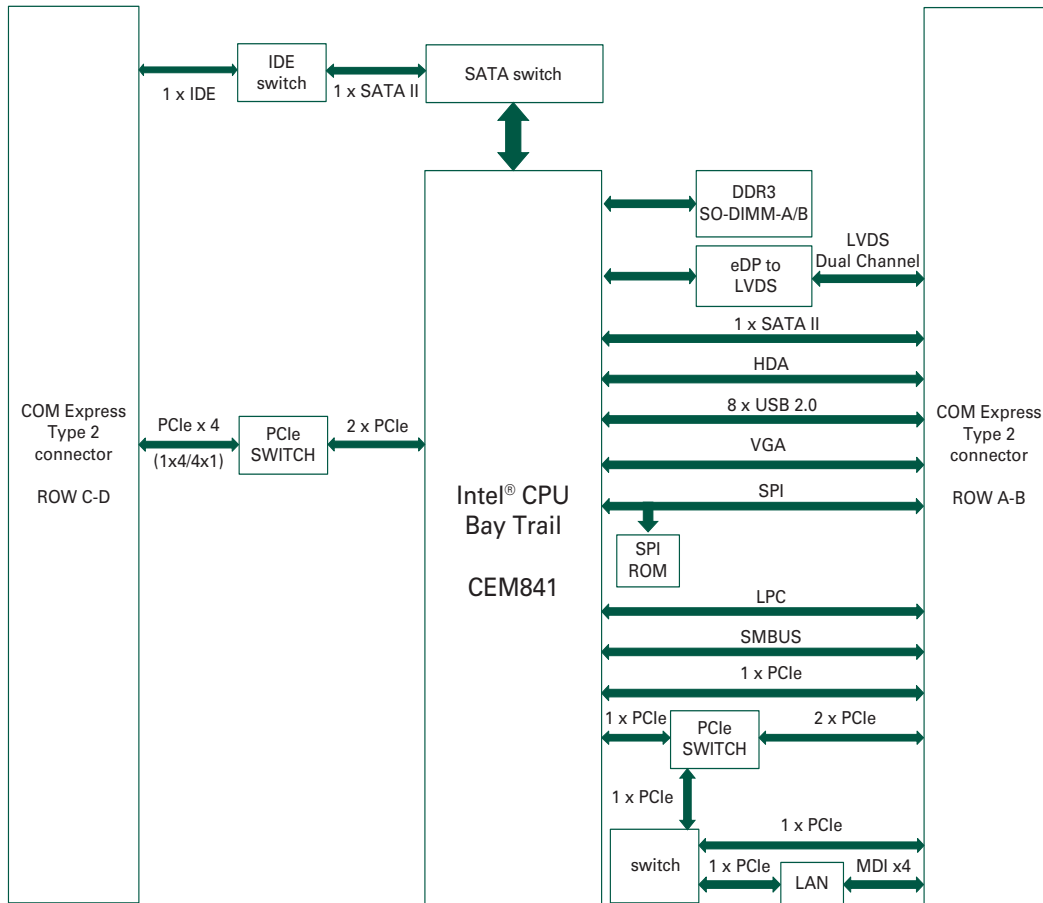 IDE
switch
1 x IDE
1 x SATA II
SATA switch
DDR3
SO-DIMM-A/B
eDP to
LVDS
LVDS
Dual Channel
1 x SATA II
HDA
8 x USB 2.0
VGA
SPI
SPI
ROM
LPC
SMBUS
1 x PCIe
1 x PCIe
PCIe
SWITCH
2 x PCIe
1 x PCIe
switch
1 x PCIe
1 x PCIe
LAN
MDI x4
COM Express
Type 2
connector
ROW C-D
PCIe x 4
(1x4/4x1)
PCIe
SWITCH
2 x PCIe
Intel® CPU
Bay Trail
CEM841
COM Express
Type 2
connector
ROW A-B